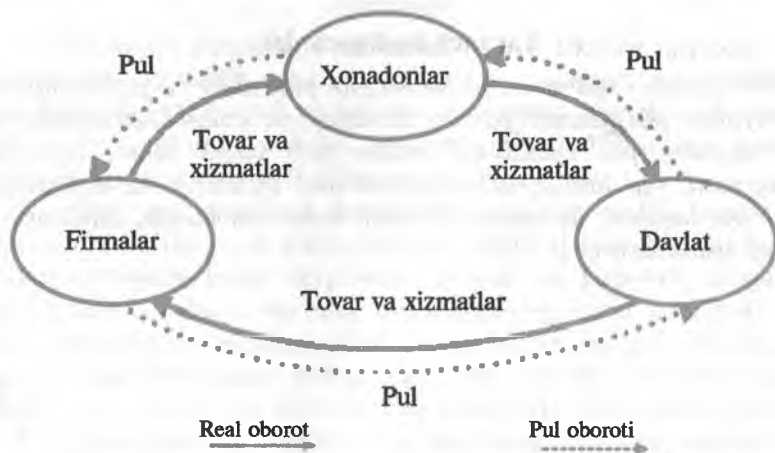 Pul
Xonadonlar
Pul
Tovar va
xizmatlar
Tovar va
xizmatlar
Firmalar
Davlat
Tovar va xizmatlar
Pul
Real oborot
Pul oboroti